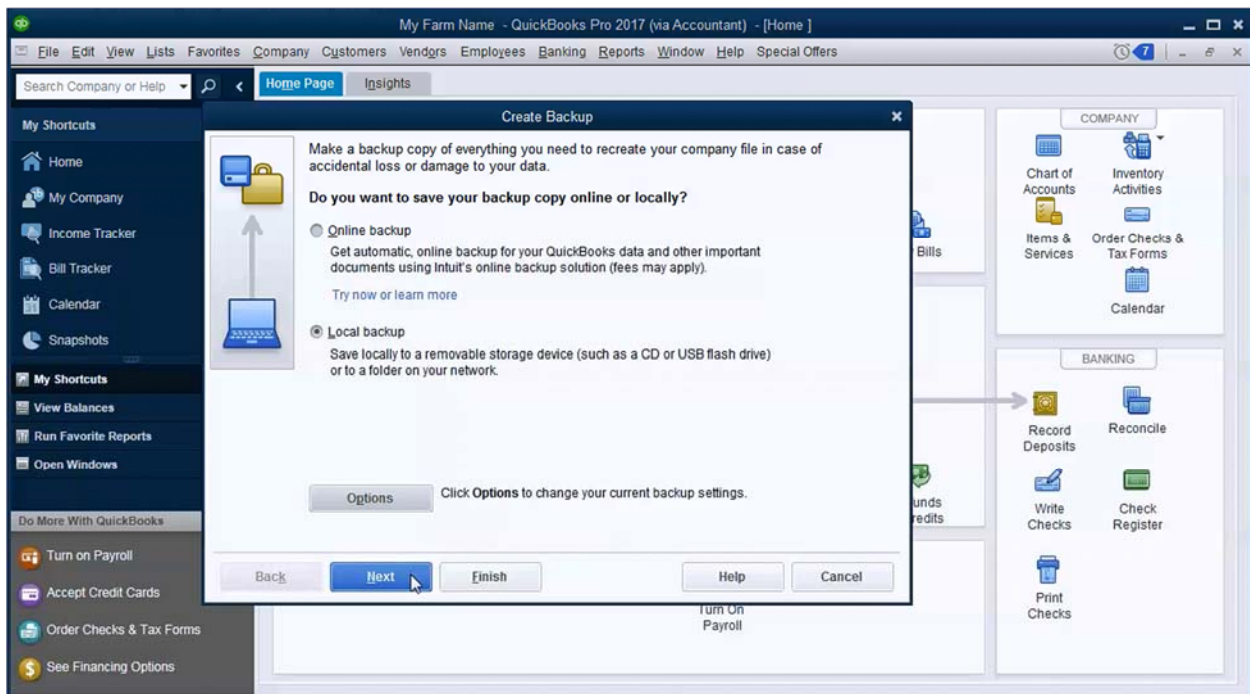 qb
My Farm Name - QuickBooks Pro 2017 (via Accountant) - [Home ]
File Edit View Lists Favorites Company Customers Vendors Employees Banking Reports Window Help Special Offers
7
Search Company or Help
Home Page
Insights
My Shortcuts
Home
My Company
Income Tracker
Bill Tracker
Calendar
Snapshots
My Shortcuts
View Balances
Run Favorite Reports
Open Windows
Do More With QuickBooks
Turn on Payroll
Accept Credit Cards
Order Checks & Tax Forms
See Financing Options
Create Backup
Make a backup copy of everything you need to recreate your company file in case of
accidental loss or damage to your data.
Do you want to save your backup copy online or locally?
Online backup
Get automatic, online backup for your QuickBooks data and other important
documents using Intuit's online backup solution (fees may apply).
Try now or learn more
Local backup
Save locally to a removable storage device (such as a CD or USB flash drive)
or to a folder on your network.
Options
Click Options to change your current backup settings.
Back
Next
Finish
Help
Cancel
Bills
Turn On
Payroll
COMPANY
Chart of
Accounts
Inventory
Activities
Items &
Services
Order Checks &
Tax Forms
Calendar
BANKING
Record
Deposits
Reconcile
Write
Checks
Check
Register
Print
Checks